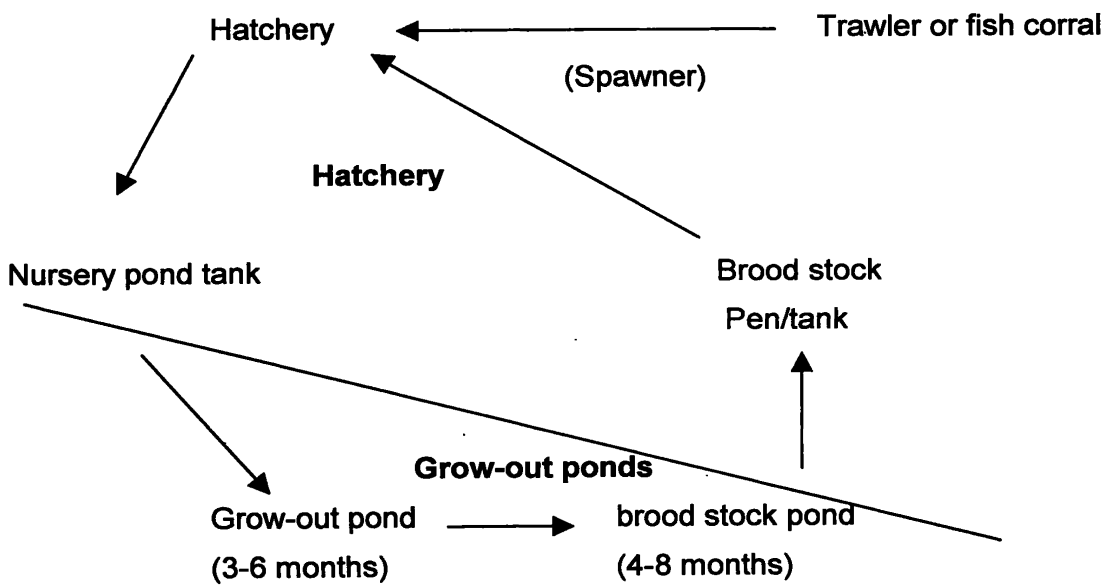 Hatchery
Trawler or fish corral
(Spawner)
Hatchery
Nursery pond tank
Brood stock
Pen/tank
Grow-out ponds
Grow-out pond
(3-6 months)
brood stock pond
(4-8 months)